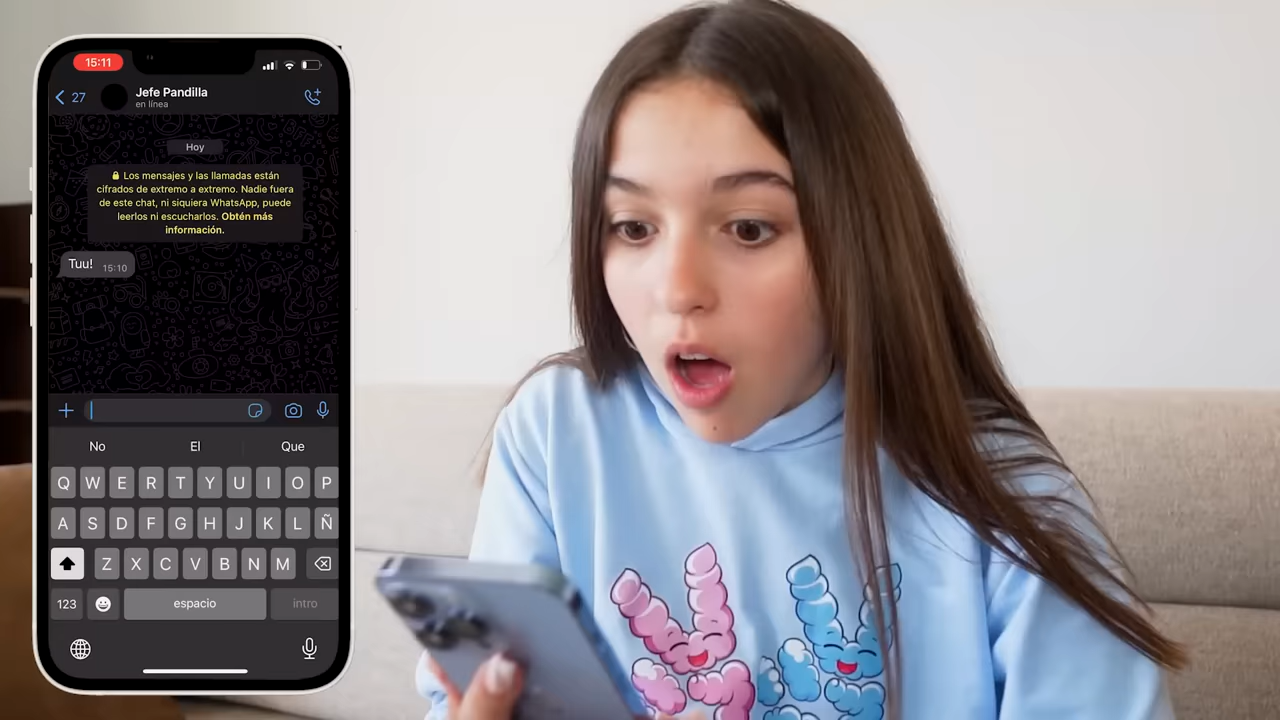 15:11
27
Jefe Pandilla
en línea
Hoy
Los mensajes y las llamadas están
cifrados de extremo a extremo. Nadie fuera
de este chat, ni siquiera WhatsApp, puede
leerlos ni escucharlos. Obtén más
información.
Tuu! 15:10
No El Que
Q W E R T Y U I O P
A S D F G H J K L Ñ
Z X C V B N M
123 espacio intro